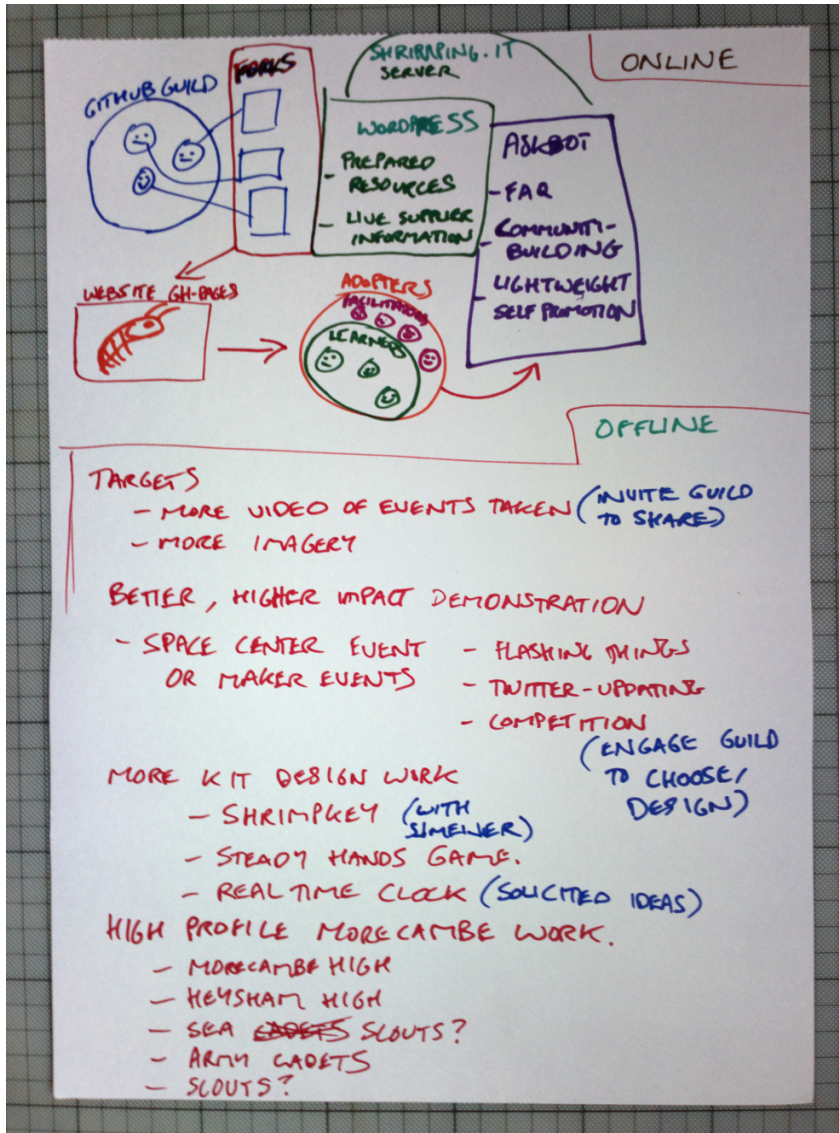 ONLINE
GITHUB GUILD
FORKS
SHRIMPING.IT
SERVER
WORDPRESS
- PREPARED
RESOURCES
- LIVE SUPPLIER
INFORMATION
ASKBOT
- FAQ
- COMMUNITY-
BUILDING
- LIGHTWEIGHT
SELF PROMOTION
WEBSITE GH-PAGES
ADOPTERS
FACILITATORS
LEARNERS
OFFLINE
TARGETS
- MORE VIDEO OF EVENTS TAKEN (INVITE GUILD
TO SHARE)
- MORE IMAGERY
BETTER, HIGHER IMPACT DEMONSTRATION
- SPACE CENTER EVENT
OR MAKER EVENTS
- FLASHING THINGS
- TWITTER-UPDATING
- COMPETITION
(ENGAGE GUILD
TO CHOOSE/
DESIGN)
MORE KIT DESIGN WORK
- SHRIMPKEY (WITH
SJMEINER)
- STEADY HANDS GAME.
- REAL TIME CLOCK (SOLICITED IDEAS)
HIGH PROFILE MORECAMBE WORK.
- MORECAMBE HIGH
- HEYSHAM HIGH
- SEA CADETS SCOUTS?
- ARMY CADETS
- SCOUTS?